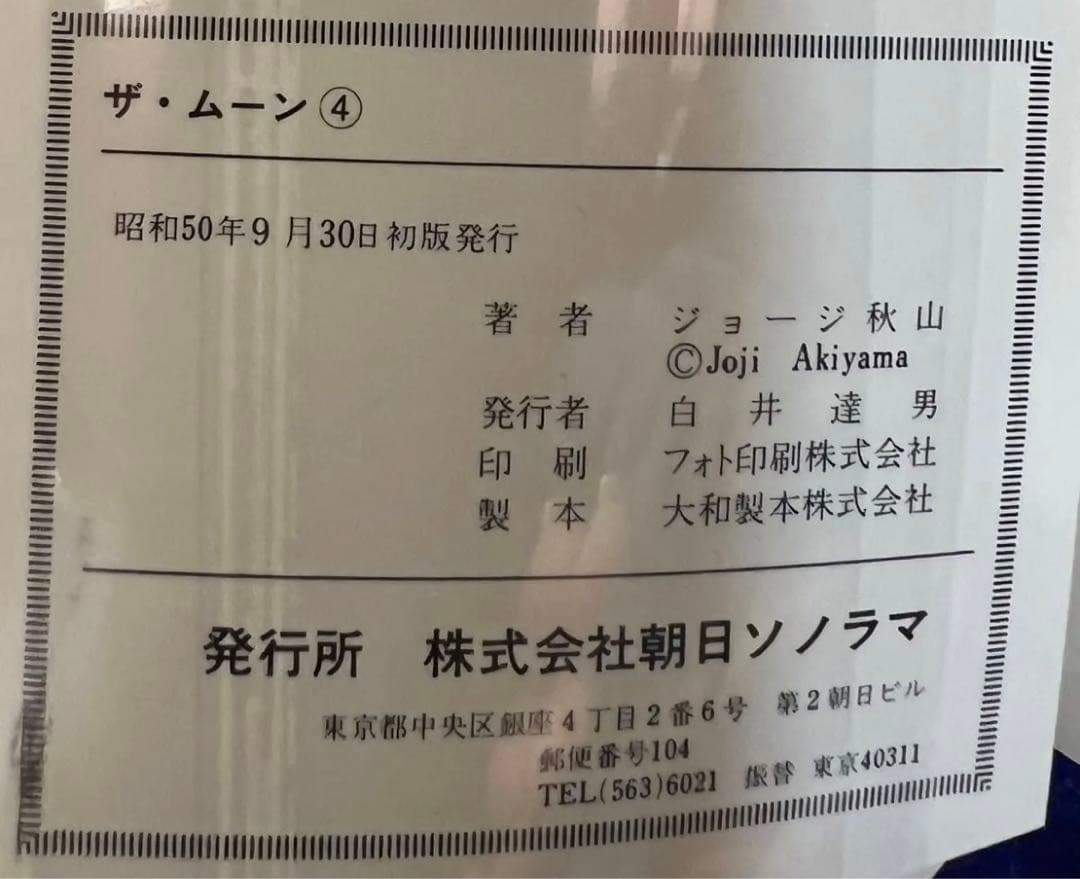 ザ・ムーン④
昭和50年9月30日初版発行
著者 ジョージ秋山
©Joji Akiyama
発行者 白井達男
印刷 フォト印刷株式会社
製本 大和製本株式会社
発行所 株式会社朝日ソノラマ
東京都中央区銀座4丁目2番6号 第2朝日ビル
郵便番号104
TEL(563)6021 振替 東京40311